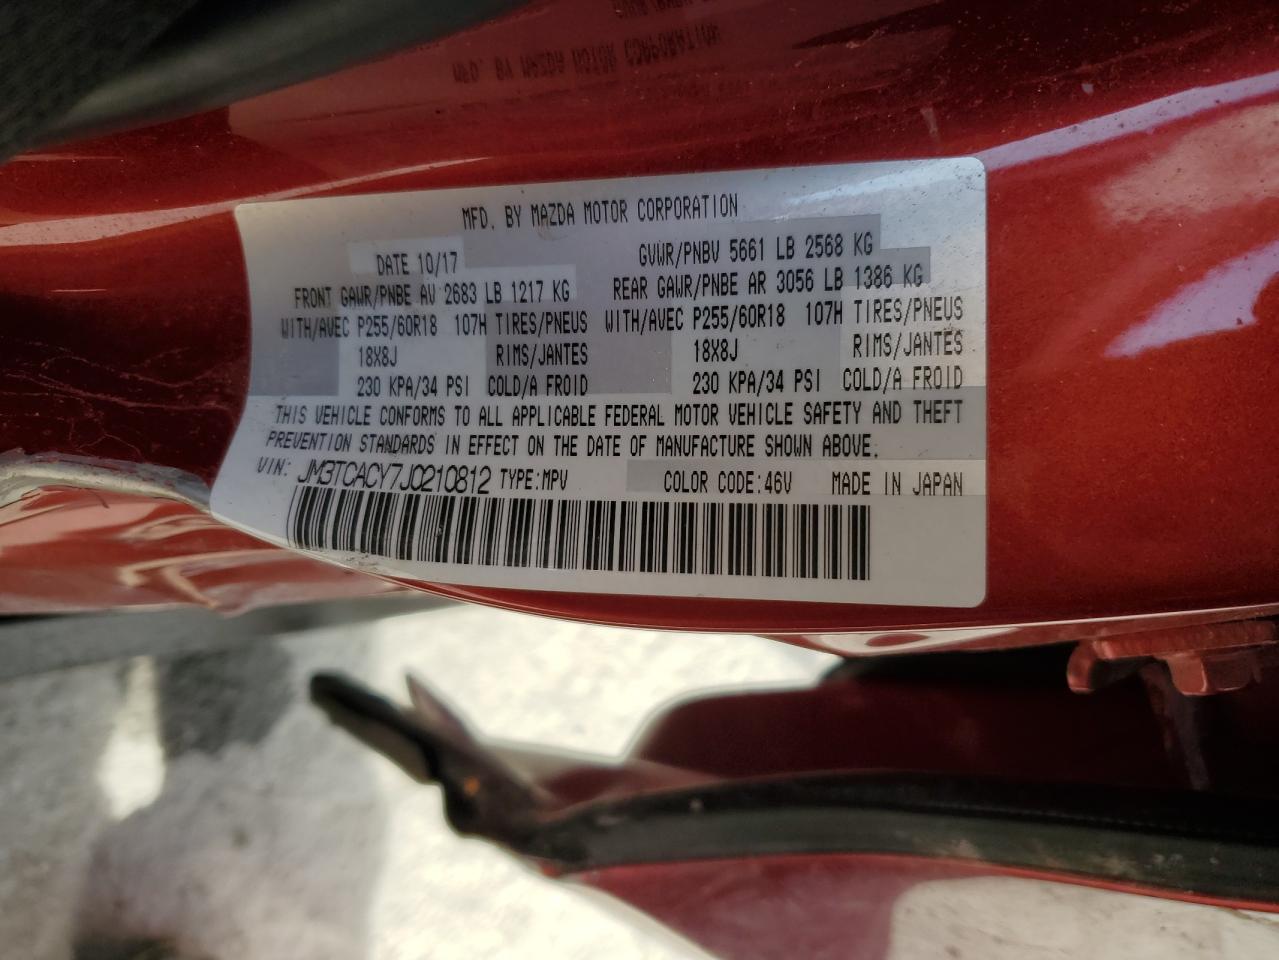 MFD. BY MAZDA MOTOR CORPORATION
DATE 10/17 GVWR/PNBV 5661 LB 2568 KG
FRONT GAWR/PNBE AV 2683 LB 1217 KG REAR GAWR/PNBE AR 3056 LB 1386 KG
WITH/AVEC P255/60R18 107H TIRES/PNEUS WITH/AVEC P255/60R18 107H TIRES/PNEUS
18X8J RIMS/JANTES 18X8J RIMS/JANTES
230 KPA/34 PSI COLD/A FROID 230 KPA/34 PSI COLD/A FROID
THIS VEHICLE CONFORMS TO ALL APPLICABLE FEDERAL MOTOR VEHICLE SAFETY AND THEFT
PREVENTION STANDARDS IN EFFECT ON THE DATE OF MANUFACTURE SHOWN ABOVE.
VIN: JM3TCACY7J0210812 TYPE:MPV COLOR CODE:46V MADE IN JAPAN